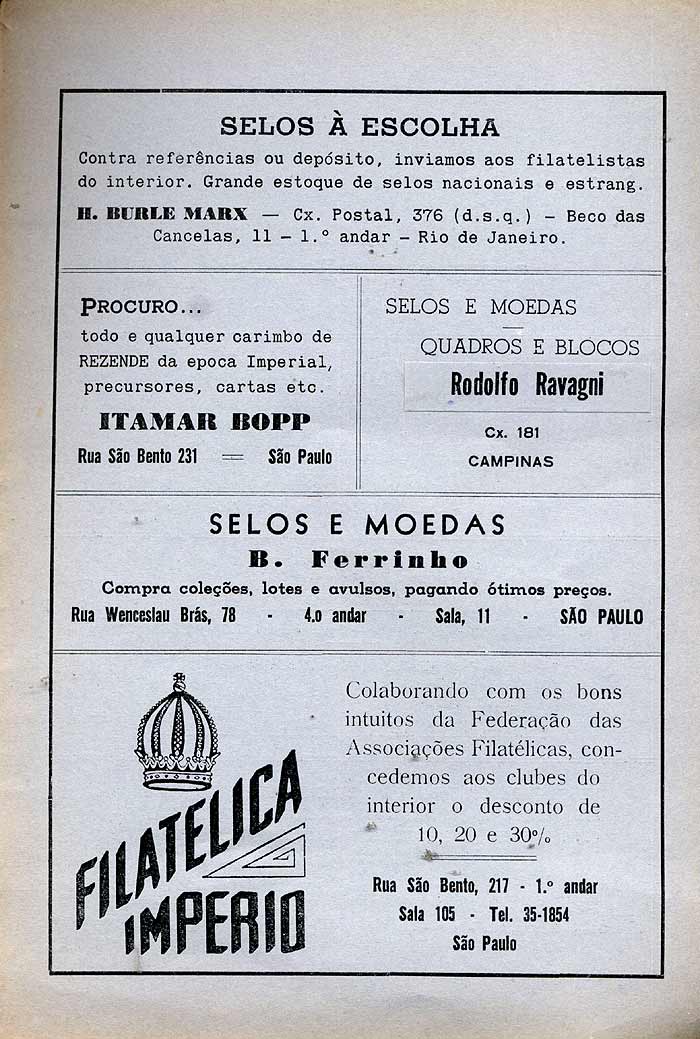 SELOS À ESCOLHA
Contra referências ou depósito, inviamos aos filatelistas
do interior. Grande estoque de selos nacionais e estrang.
H. BURLE MARX — Cx. Postal, 376 (d.s.q.) — Beco das
Cancelas, 11 — 1.º andar — Rio de Janeiro.
PROCURO...
todo e qualquer carimbo de
REZENDE da epoca Imperial,
precursores, cartas etc.
ITAMAR BOPP
Rua São Bento 231 — São Paulo
SELOS E MOEDAS
QUADROS E BLOCOS
Rodolfo Ravagni
Cx. 181
CAMPINAS
SELOS E MOEDAS
B. Ferrinho
Compra coleções, lotes e avulsos, pagando ótimos preços.
Rua Wenceslau Brás, 78 - 4.o andar - Sala, 11 - SÃO PAULO
FILATELICA
IMPERIO
Colaborando com os bons
intuitos da Federação das
Associações Filatélicas, con-
cedemos aos clubes do
interior o desconto de
10, 20 e 30%
Rua São Bento, 217 - 1.º andar
Sala 105 - Tel. 35-1854
São Paulo